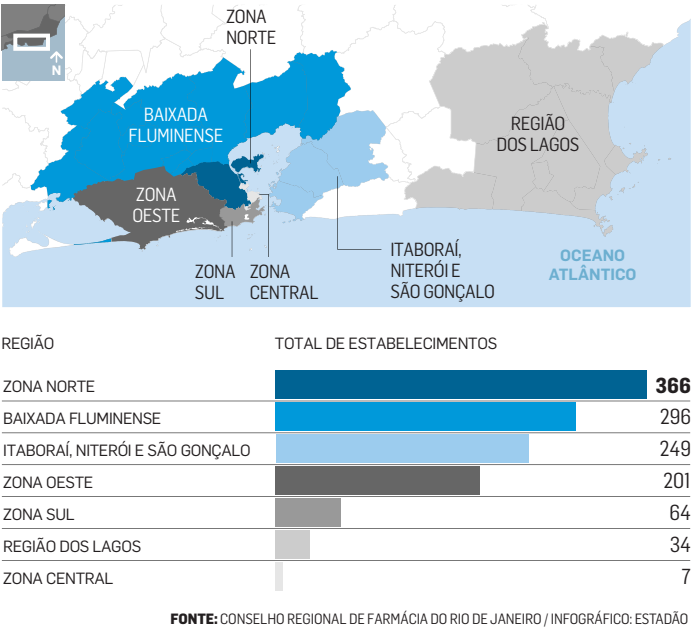 N
ZONA
NORTE
BAIXADA
FLUMINENSE
REGIÃO
DOS LAGOS
ZONA
OESTE
ITABORAÍ,
NITERÓI E
SÃO GONÇALO
OCEANO
ATLÂNTICO
ZONA
SUL
ZONA
CENTRAL
REGIÃO TOTAL DE ESTABELECIMENTOS
ZONA NORTE 366
BAIXADA FLUMINENSE 296
ITABORAÍ, NITERÓI E SÃO GONÇALO 249
ZONA OESTE 201
ZONA SUL 64
REGIÃO DOS LAGOS 34
ZONA CENTRAL 7
FONTE: CONSELHO REGIONAL DE FARMÁCIA DO RIO DE JANEIRO / INFOGRÁFICO: ESTADÃO